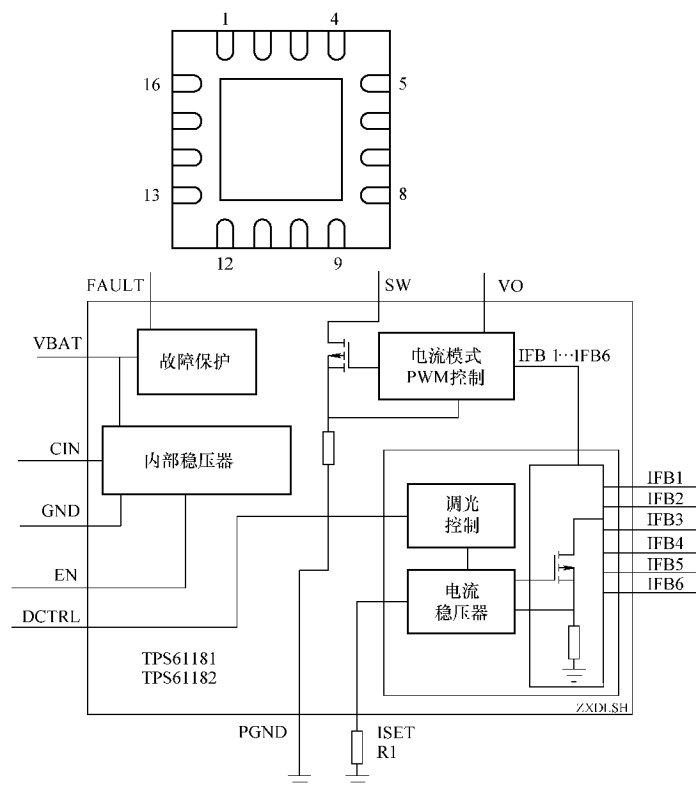 1 4
16 5
13 8
12 9
FAULT SW VO
VBAT
故障保护
电流模式
PWM控制
IFB 1…IFB6
CIN
内部稳压器
GND
调光
控制
IFB1
IFB2
IFB3
IFB4
IFB5
IFB6
EN
电流
稳压器
DCTRL
TPS61181
TPS61182
ZXDLSH
PGND
ISET
R1